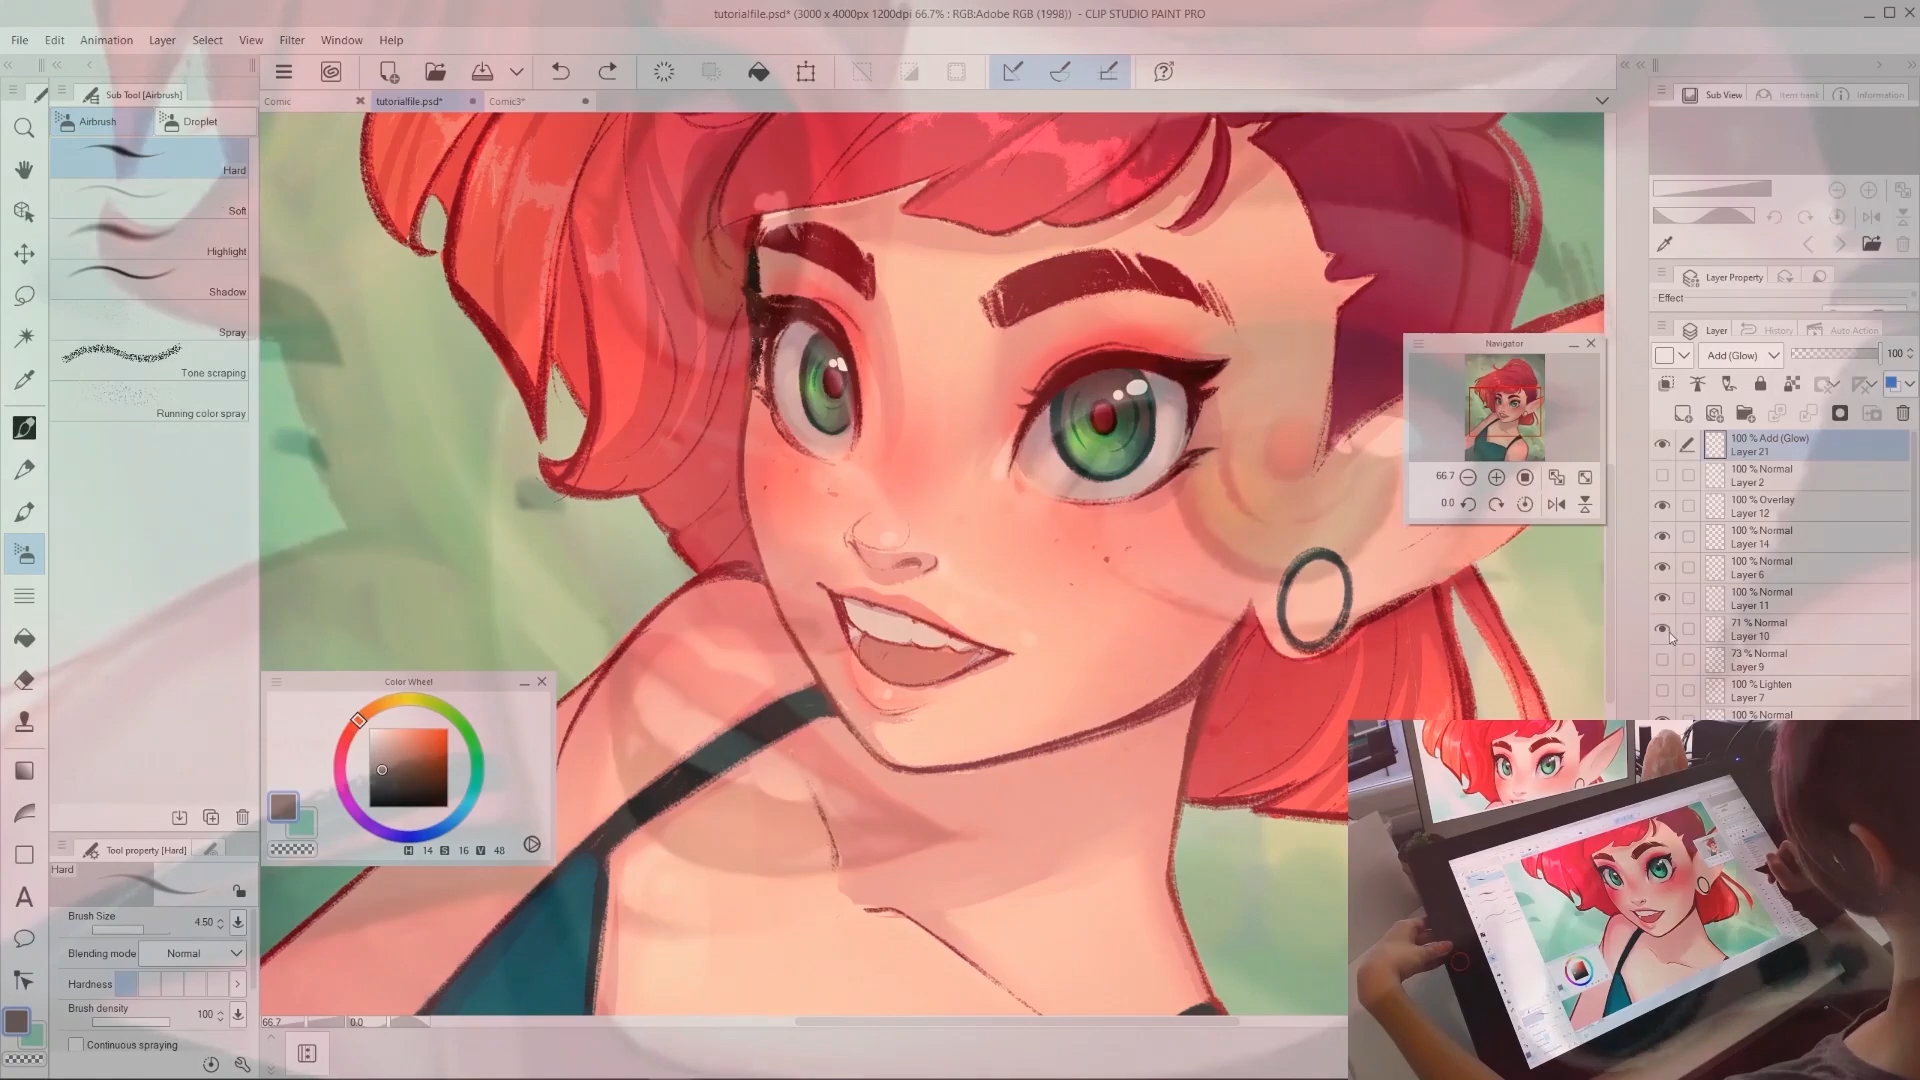 tutorialfile.psd* (3000 x 4000px 1200dpi 66.7% : RGB:Adobe RGB (1998)) - CLIP STUDIO PAINT PRO
File Edit Animation Layer Select View Filter Window Help
Sub Tool [Airbrush]
Airbrush Droplet
Hard
Soft
Highlight
Shadow
Spray
Tone scraping
Running color spray
Tool property [Hard]
Hard
Brush Size 4.50
Blending mode Normal
Hardness
Brush density 100
Continuous spraying
Comic tutorialfile.psd* Comic3*
Color Wheel
H 14 S 16 V 48
66.7 0.0
Navigator
66.7
0.0
Sub View Item bank Information
Layer Property
Effect
Layer History Auto Action
Add (Glow) 100
100 % Add (Glow)
Layer 21
100 % Normal
Layer 2
100 % Overlay
Layer 12
100 % Normal
Layer 14
100 % Normal
Layer 6
100 % Normal
Layer 11
71 % Normal
Layer 10
73 % Normal
Layer 9
100 % Lighten
Layer 7
100 % Normal